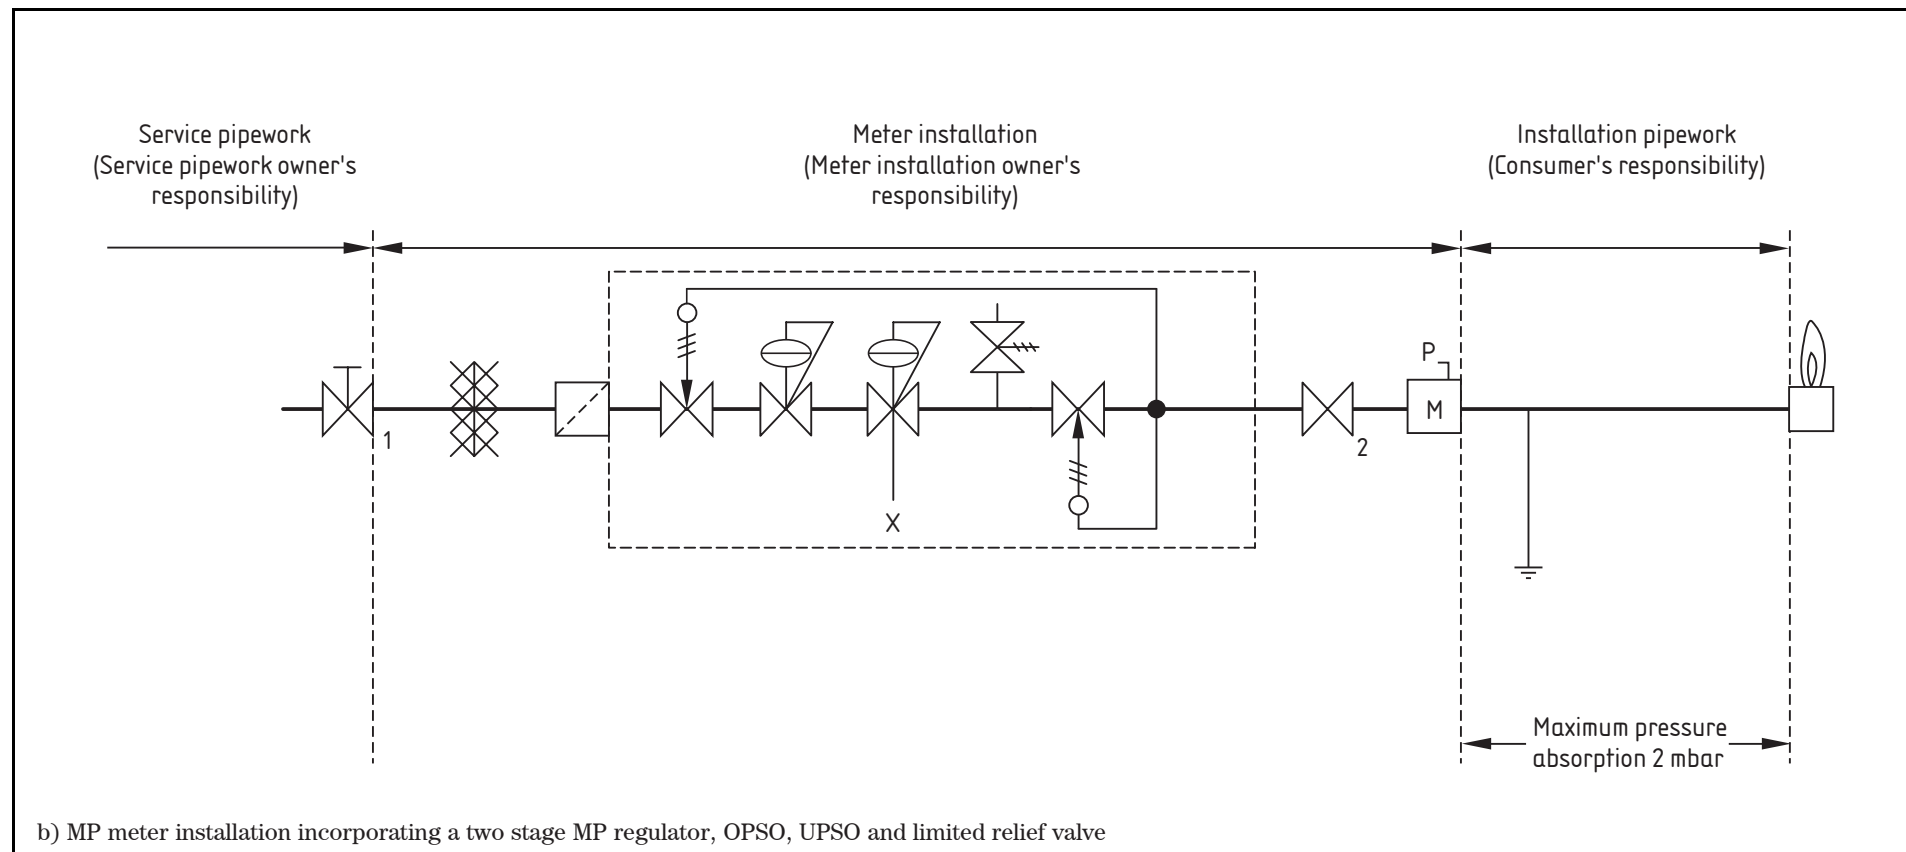 Service pipework
(Service pipework owner's
responsibility)
Meter installation
(Meter installation owner's
responsibility)
Installation pipework
(Consumer's responsibility)
P
M
1
2
X
Maximum pressure
absorption 2 mbar
b) MP meter installation incorporating a two stage MP regulator, OPSO, UPSO and limited relief valve